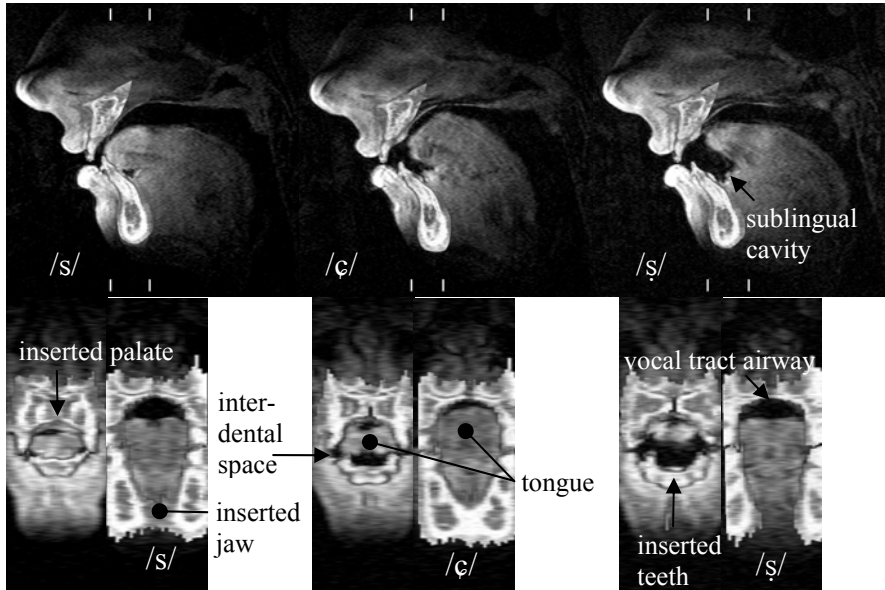 /s/
/ɕ/
/ṣ/
sublingual
cavity
inserted palate
inter-
dental
space
inserted
jaw
/s/
tongue
/ɕ/
vocal tract airway
inserted
teeth
/ṣ/